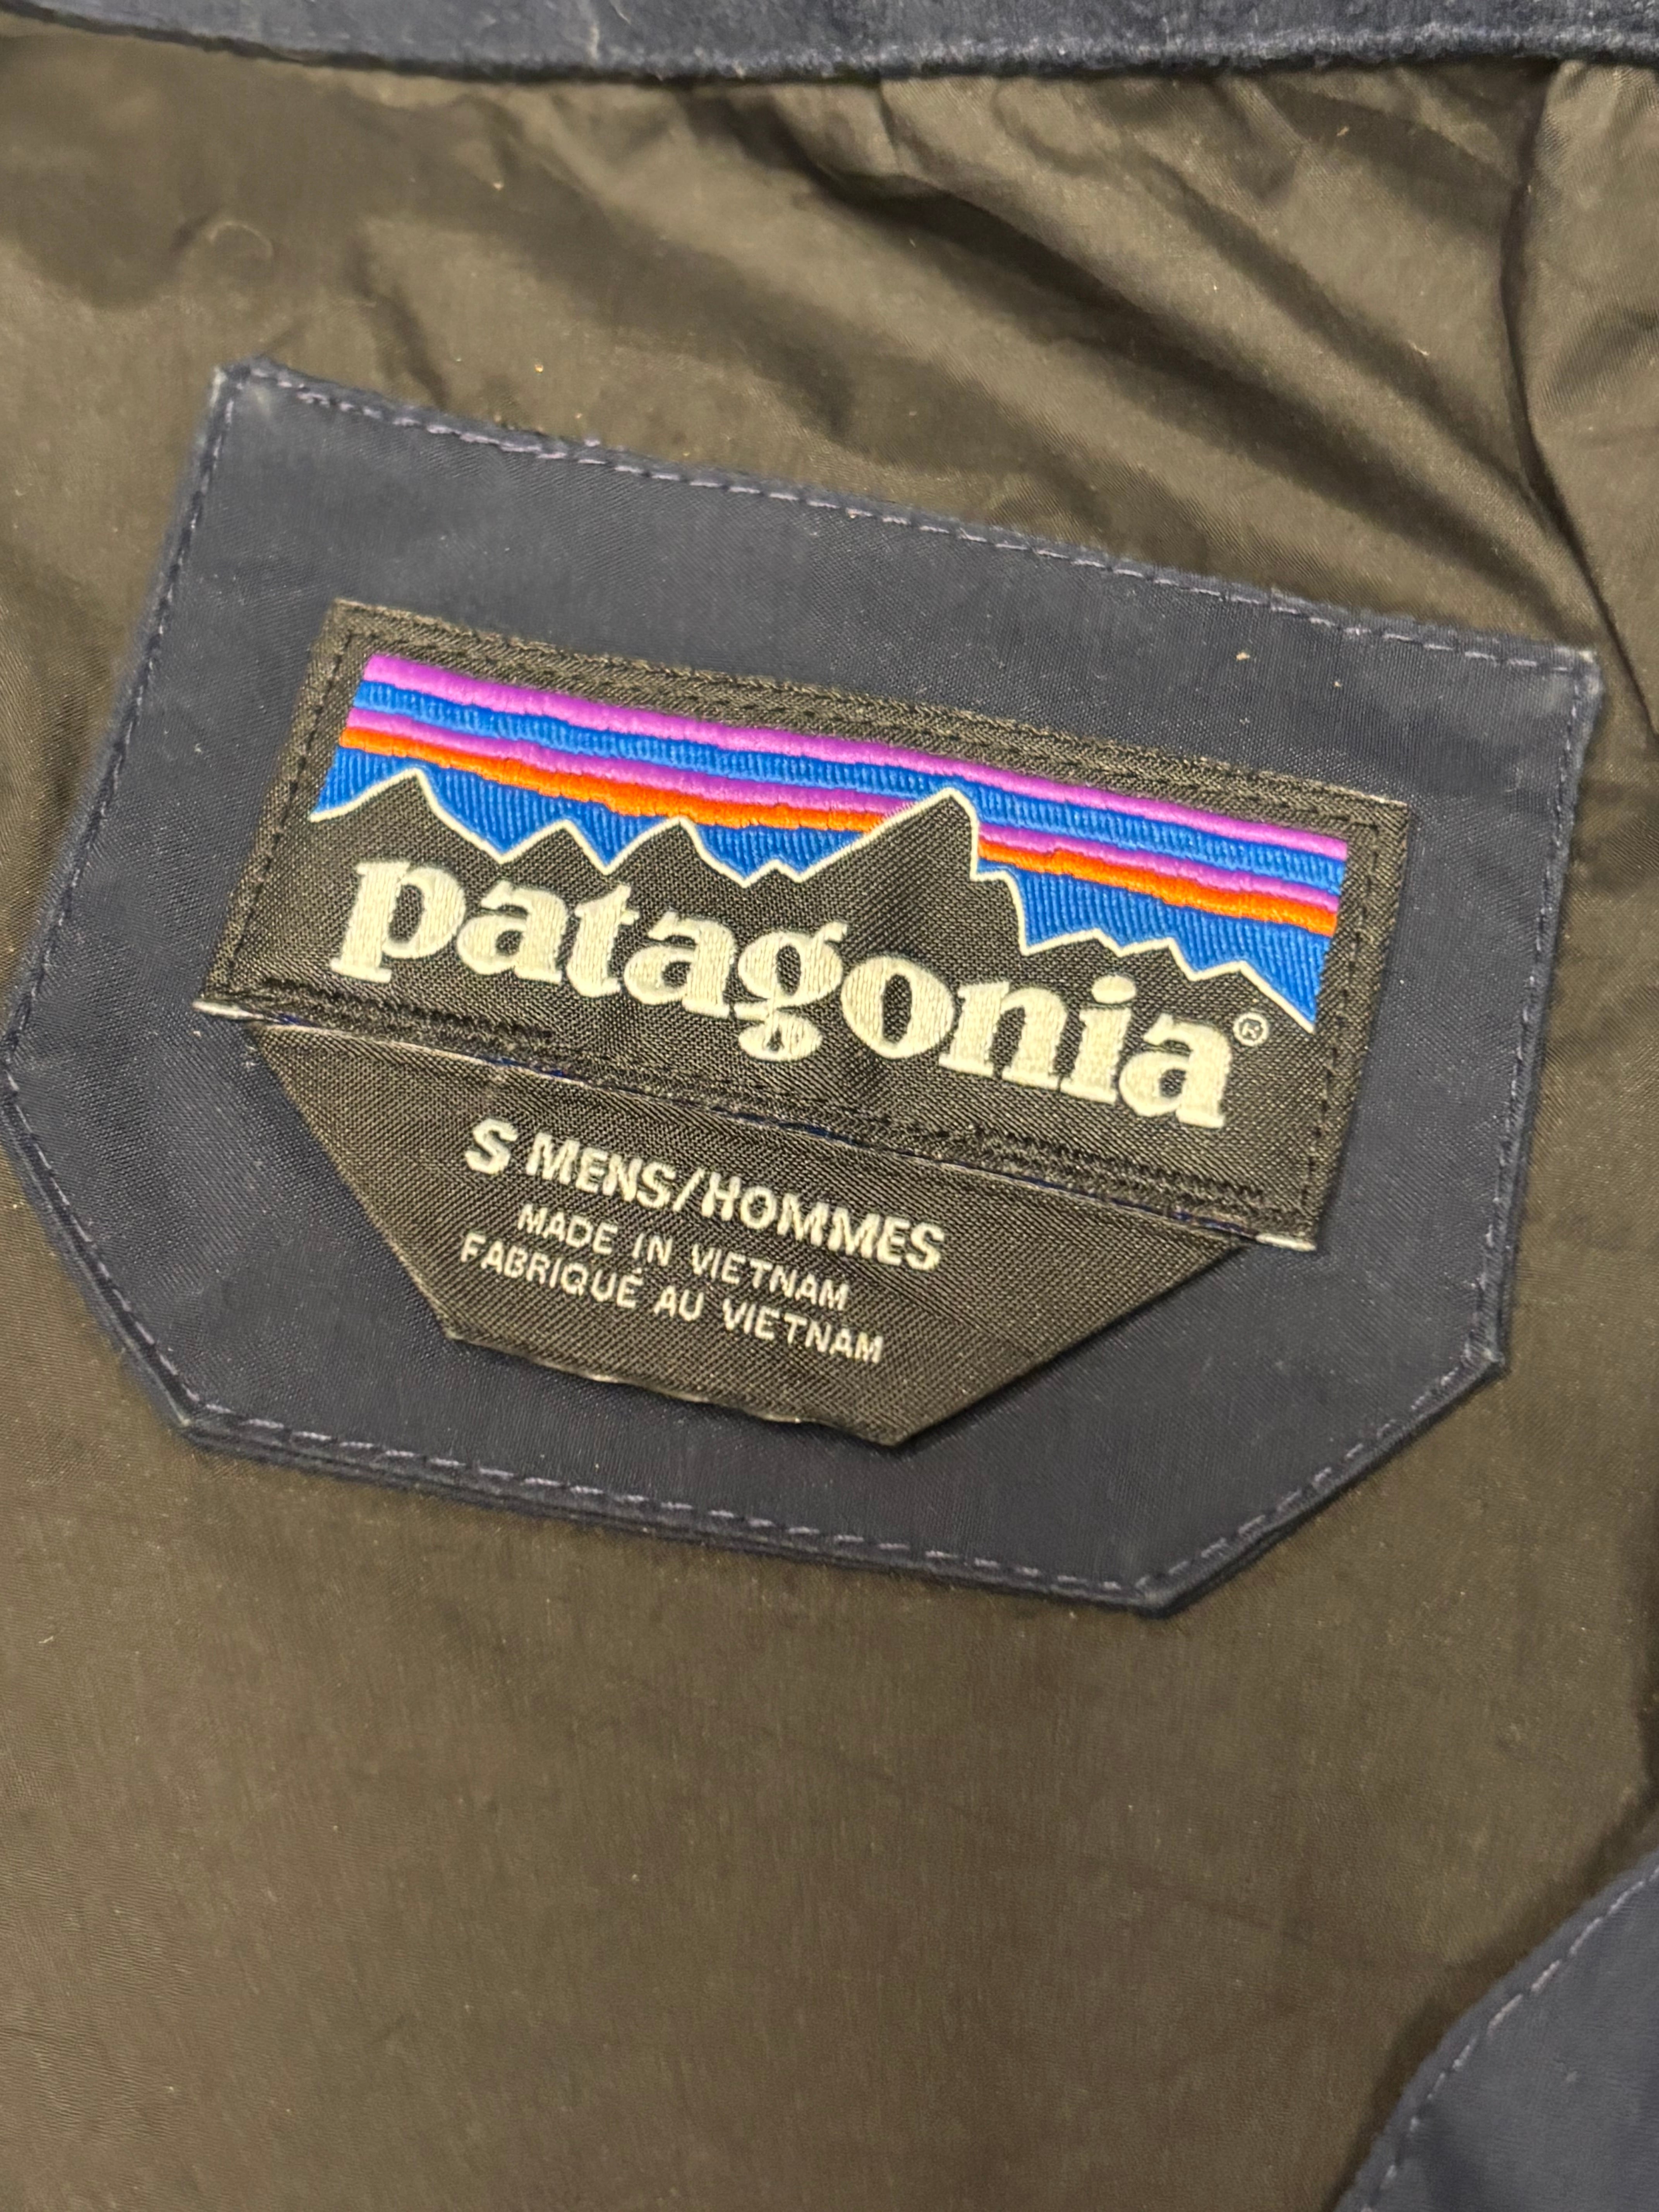 patagonia®
S MENS/HOMMES
MADE IN VIETNAM
FABRIQUÉ AU VIETNAM